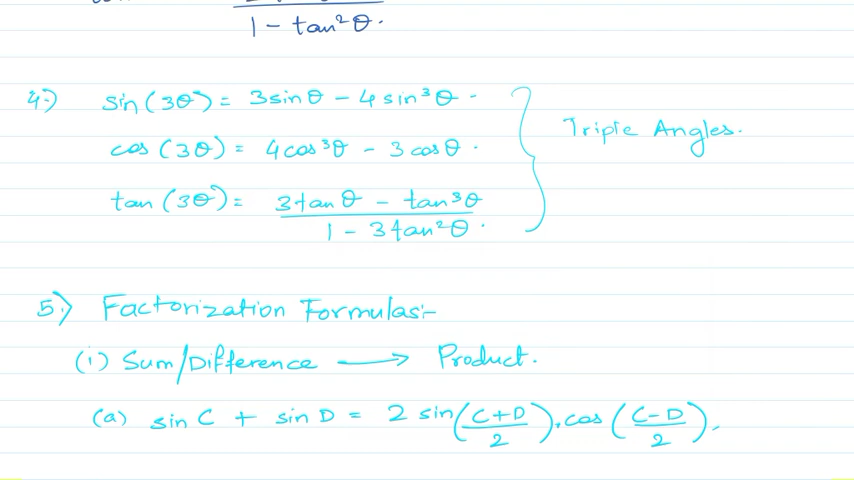 1 − tan²θ.
4.) sin(3θ) = 3sinθ − 4sin³θ.
cos(3θ) = 4cos³θ − 3cosθ.
Triple Angles.
tan(3θ) = 3tanθ − tan³θ
1 − 3tan²θ.
5.) Factorization Formulas:-
(i) Sum/Difference ⟶ Product.
(a) sin C + sin D = 2 sin((C+D)/2).cos((C−D)/2).